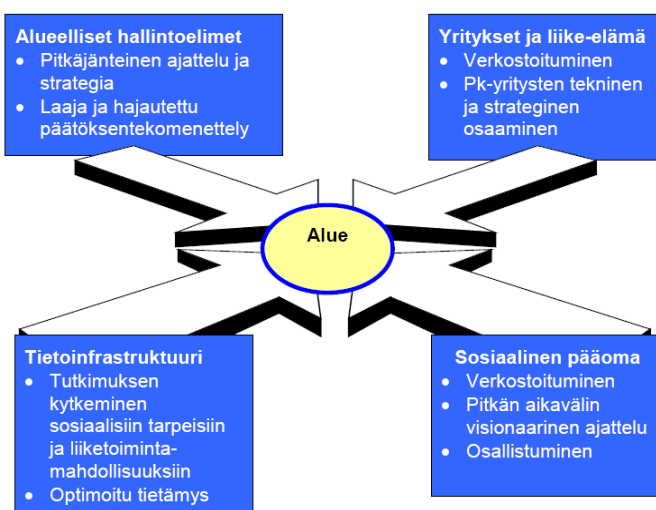 Alueelliset hallintoelimet
• Pitkäjänteinen ajattelu ja
strategia
• Laaja ja hajautettu
päätöksentekomenettely
Yritykset ja liike-elämä
• Verkostoituminen
• Pk-yritysten tekninen
ja strateginen
osaaminen
Alue
Tietoinfrastruktuuri
• Tutkimuksen
kytkeminen
sosiaalisiin tarpeisiin
ja liiketoiminta-
mahdollisuuksiin
• Optimoitu tietämys
Sosiaalinen pääoma
• Verkostoituminen
• Pitkän aikavälin
visionaarinen ajattelu
• Osallistuminen